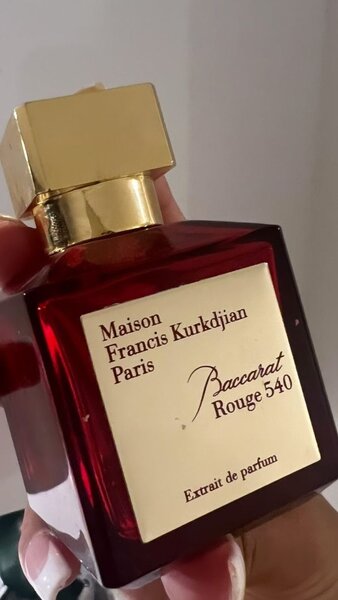 Maison
Francis Kurkdjian
Paris
Baccarat
Rouge 540
Extrait de parfum